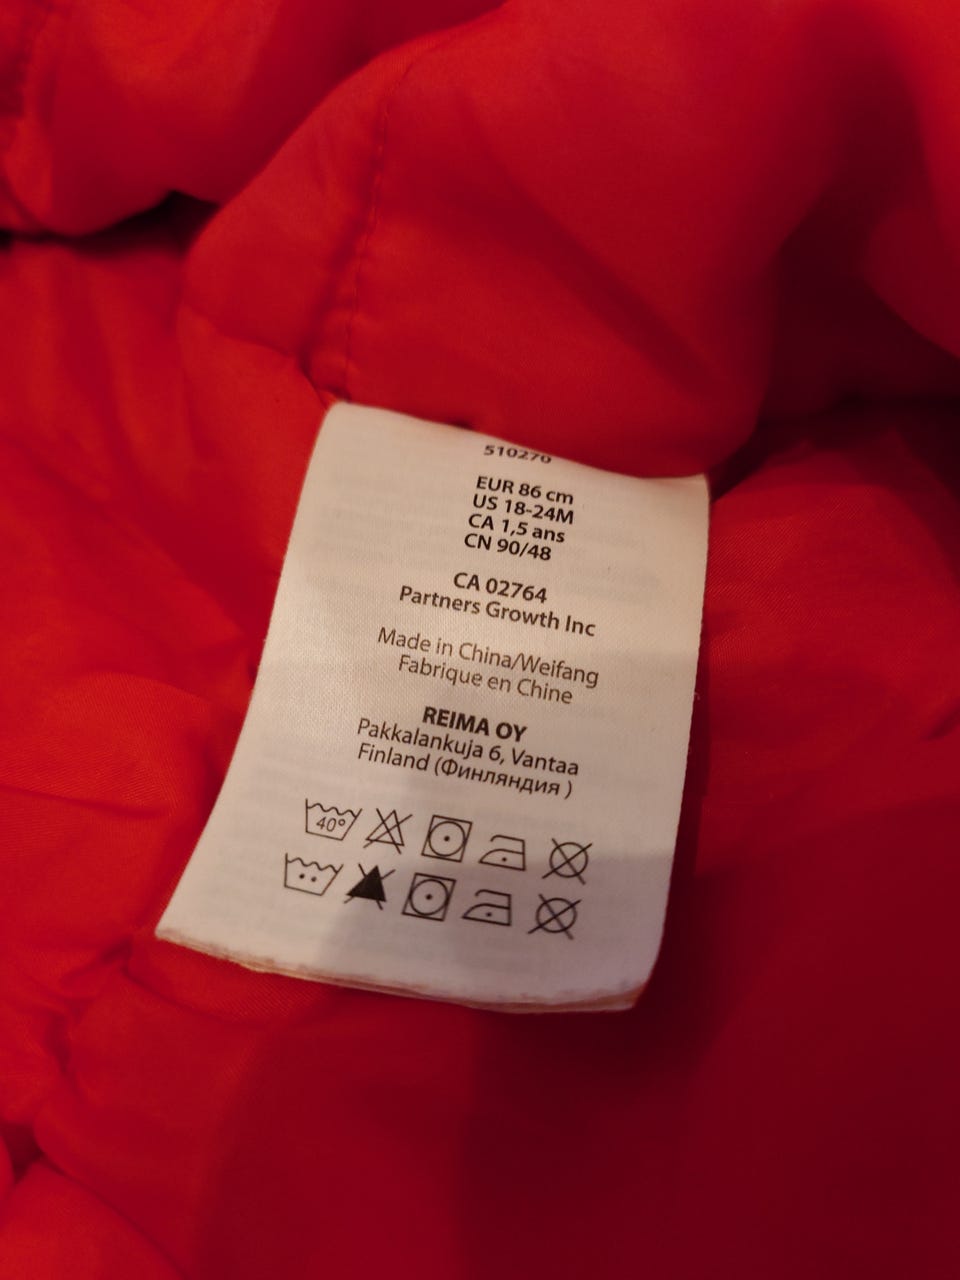 510270
EUR 86 cm
US 18-24M
CA 1,5 ans
CN 90/48
CA 02764
Partners Growth Inc
Made in China/Weifang
Fabrique en Chine
REIMA OY
Pakkalankuja 6, Vantaa
Finland (Финляндия )
40°